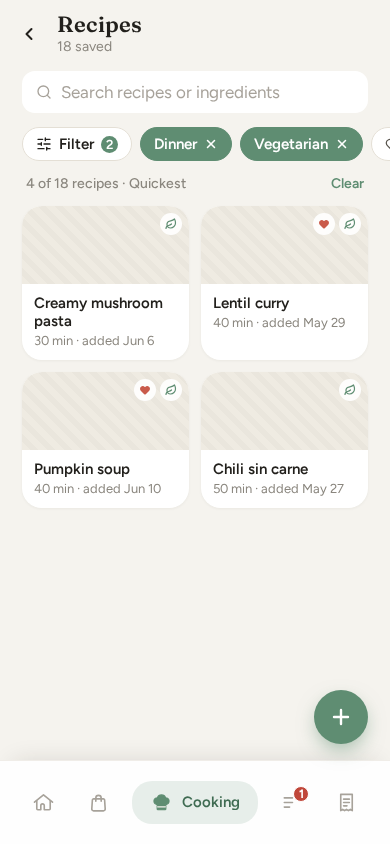 Recipes
18 saved
Search recipes or ingredients
Filter 2 Dinner Vegetarian
4 of 18 recipes · Quickest Clear
Creamy mushroom
pasta
30 min · added Jun 6
Lentil curry
40 min · added May 29
Pumpkin soup
40 min · added Jun 10
Chili sin carne
50 min · added May 27
Cooking
1